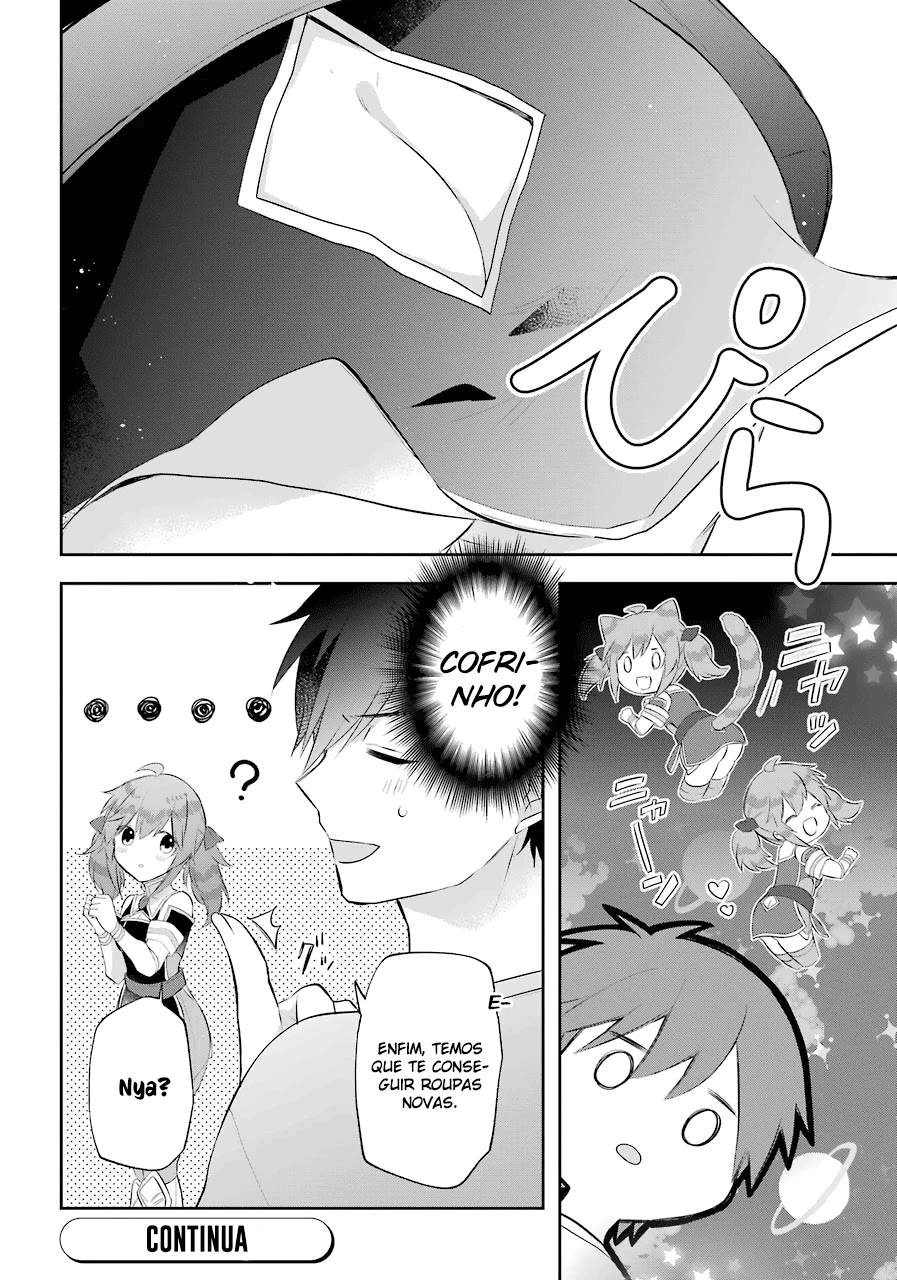 ぴら
COFRI-
NHO!
ニャッ
ニャー
?
グッ
E-
ENFIM, TEMOS
QUE TE CONSE-
GUIR ROUPAS
NOVAS.
Nya?
CONTINUA